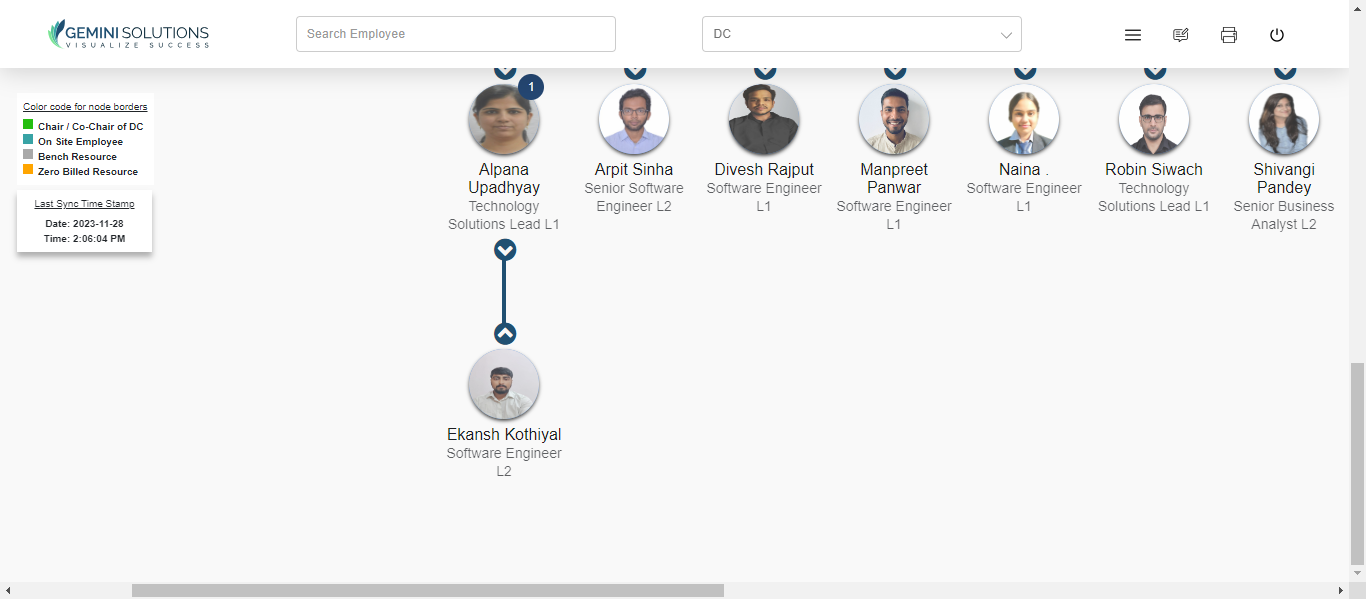 GEMINI SOLUTIONS
VISUALIZE SUCCESS
Search Employee
DC
Color code for node borders
Chair / Co-Chair of DC
On Site Employee
Bench Resource
Zero Billed Resource
Last Sync Time Stamp
Date: 2023-11-28
Time: 2:06:04 PM
1
Alpana
Upadhyay
Technology
Solutions Lead L1
Arpit Sinha
Senior Software
Engineer L2
Divesh Rajput
Software Engineer
L1
Manpreet
Panwar
Software Engineer
L1
Naina .
Software Engineer
L1
Robin Siwach
Technology
Solutions Lead L1
Shivangi
Pandey
Senior Business
Analyst L2
Ekansh Kothiyal
Software Engineer
L2